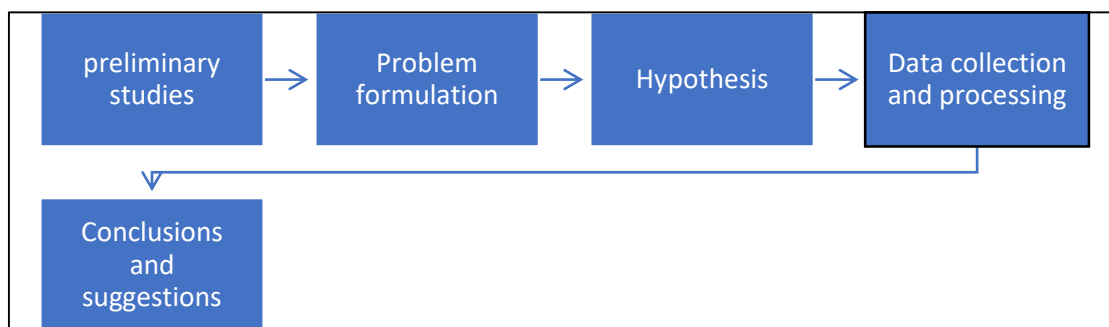 preliminary
studies
Problem
formulation
Hypothesis
Data collection
and processing
Conclusions
and
suggestions